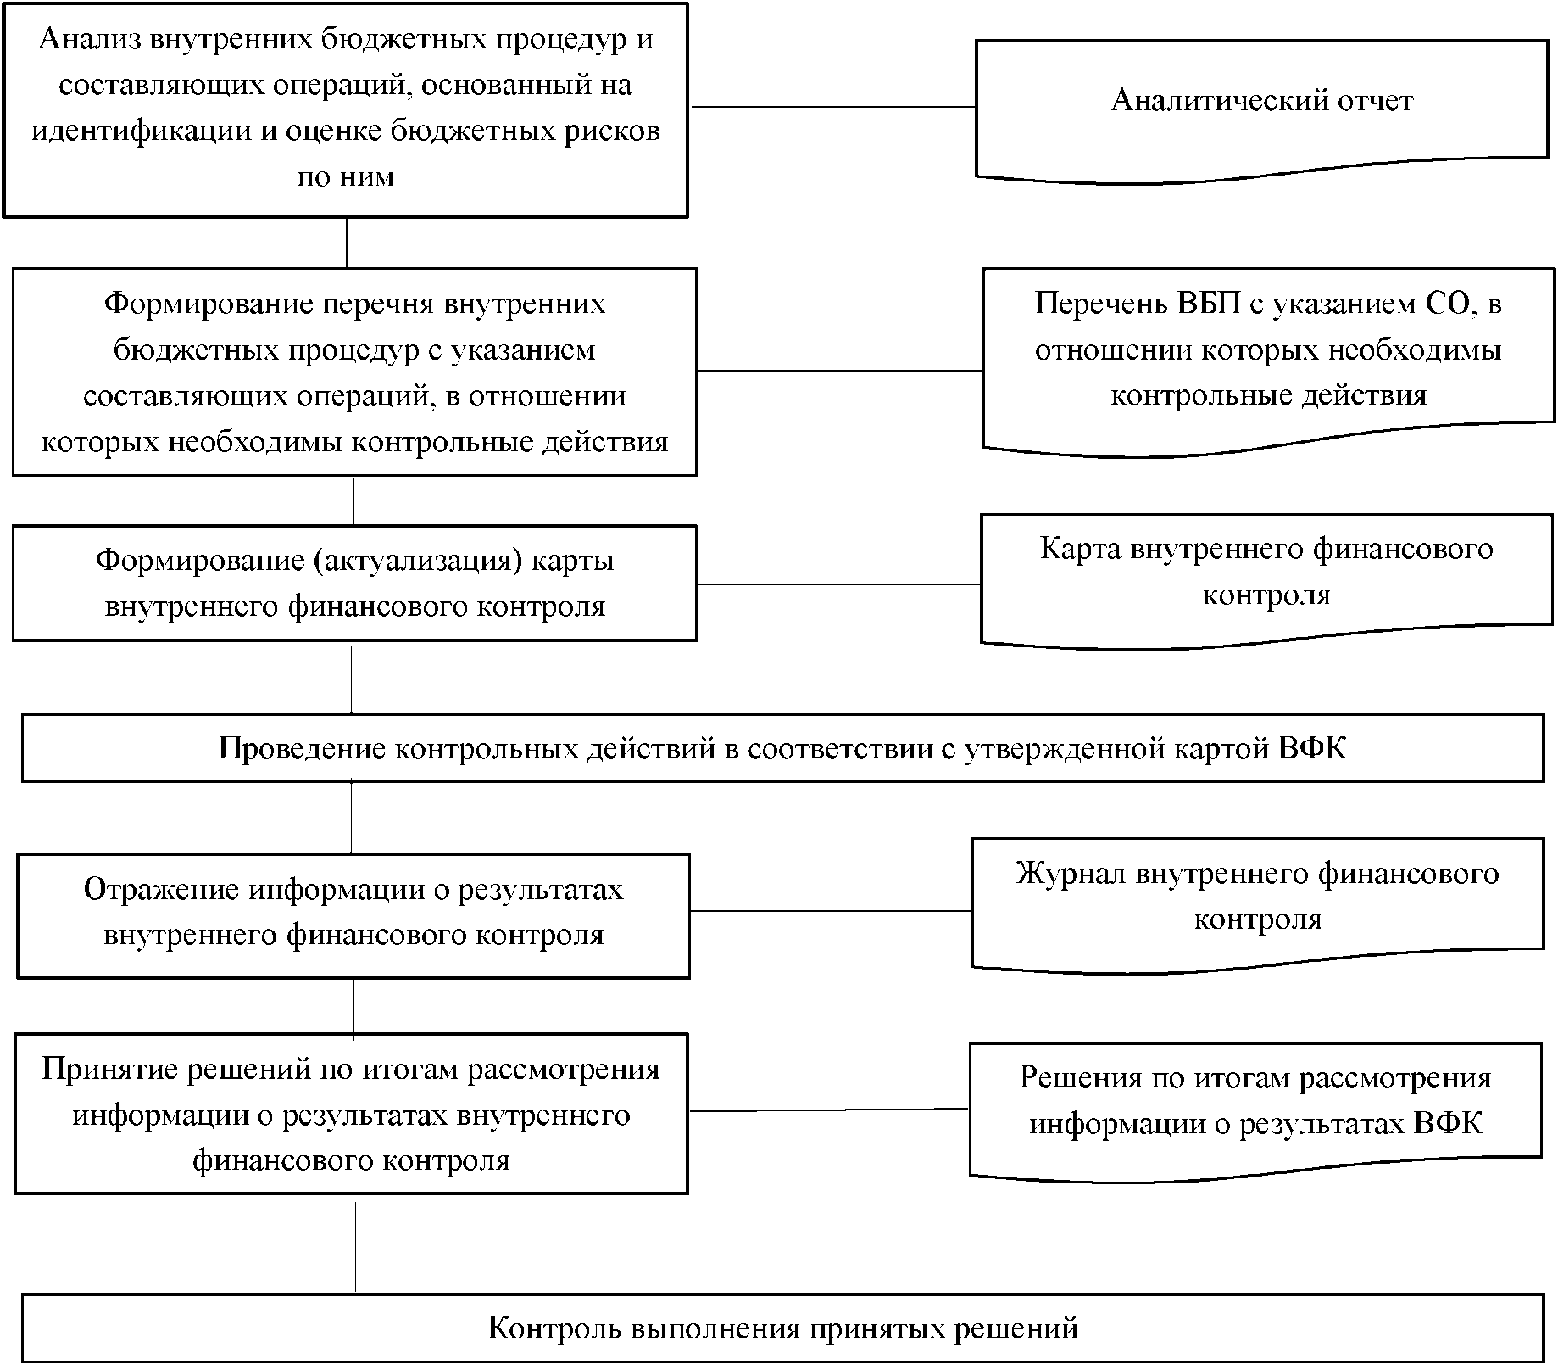 Анализ внутренних бюджетных процедур и
составляющих операций, основанный на
идентификации и оценке бюджетных рисков
по ним
Аналитический отчет
Формирование перечня внутренних
бюджетных процедур с указанием
составляющих операций, в отношении
которых необходимы контрольные действия
Перечень ВБП с указанием СО, в
отношении которых необходимы
контрольные действия
Формирование (актуализация) карты
внутреннего финансового контроля
Карта внутреннего финансового
контроля
Проведение контрольных действий в соответствии с утвержденной картой ВФК
Отражение информации о результатах
внутреннего финансового контроля
Журнал внутреннего финансового
контроля
Принятие решений по итогам рассмотрения
информации о результатах внутреннего
финансового контроля
Решения по итогам рассмотрения
информации о результатах ВФК
Контроль выполнения принятых решений